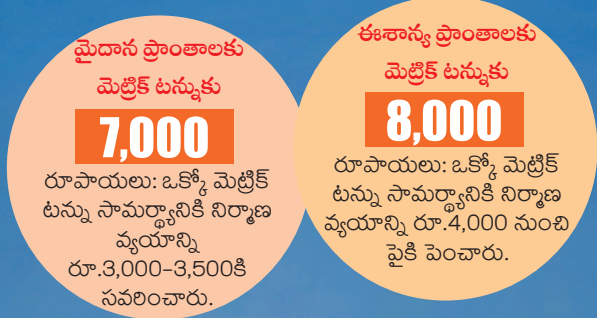 మైదాన ప్రాంతాలకు
మెట్రిక్ టన్నుకు
7,000
రూపాయలు: ఒక్కో మెట్రిక్
టన్ను సామర్థ్యానికి నిర్మాణ
వ్యయాన్ని
రూ.3,000-3,500కి
సవరించారు.
ఈశాన్య ప్రాంతాలకు
మెట్రిక్ టన్నుకు
8,000
రూపాయలు: ఒక్కో మెట్రిక్
టన్ను సామర్థ్యానికి నిర్మాణ
వ్యయాన్ని రూ.4,000 నుంచి
పైకి పెంచారు.